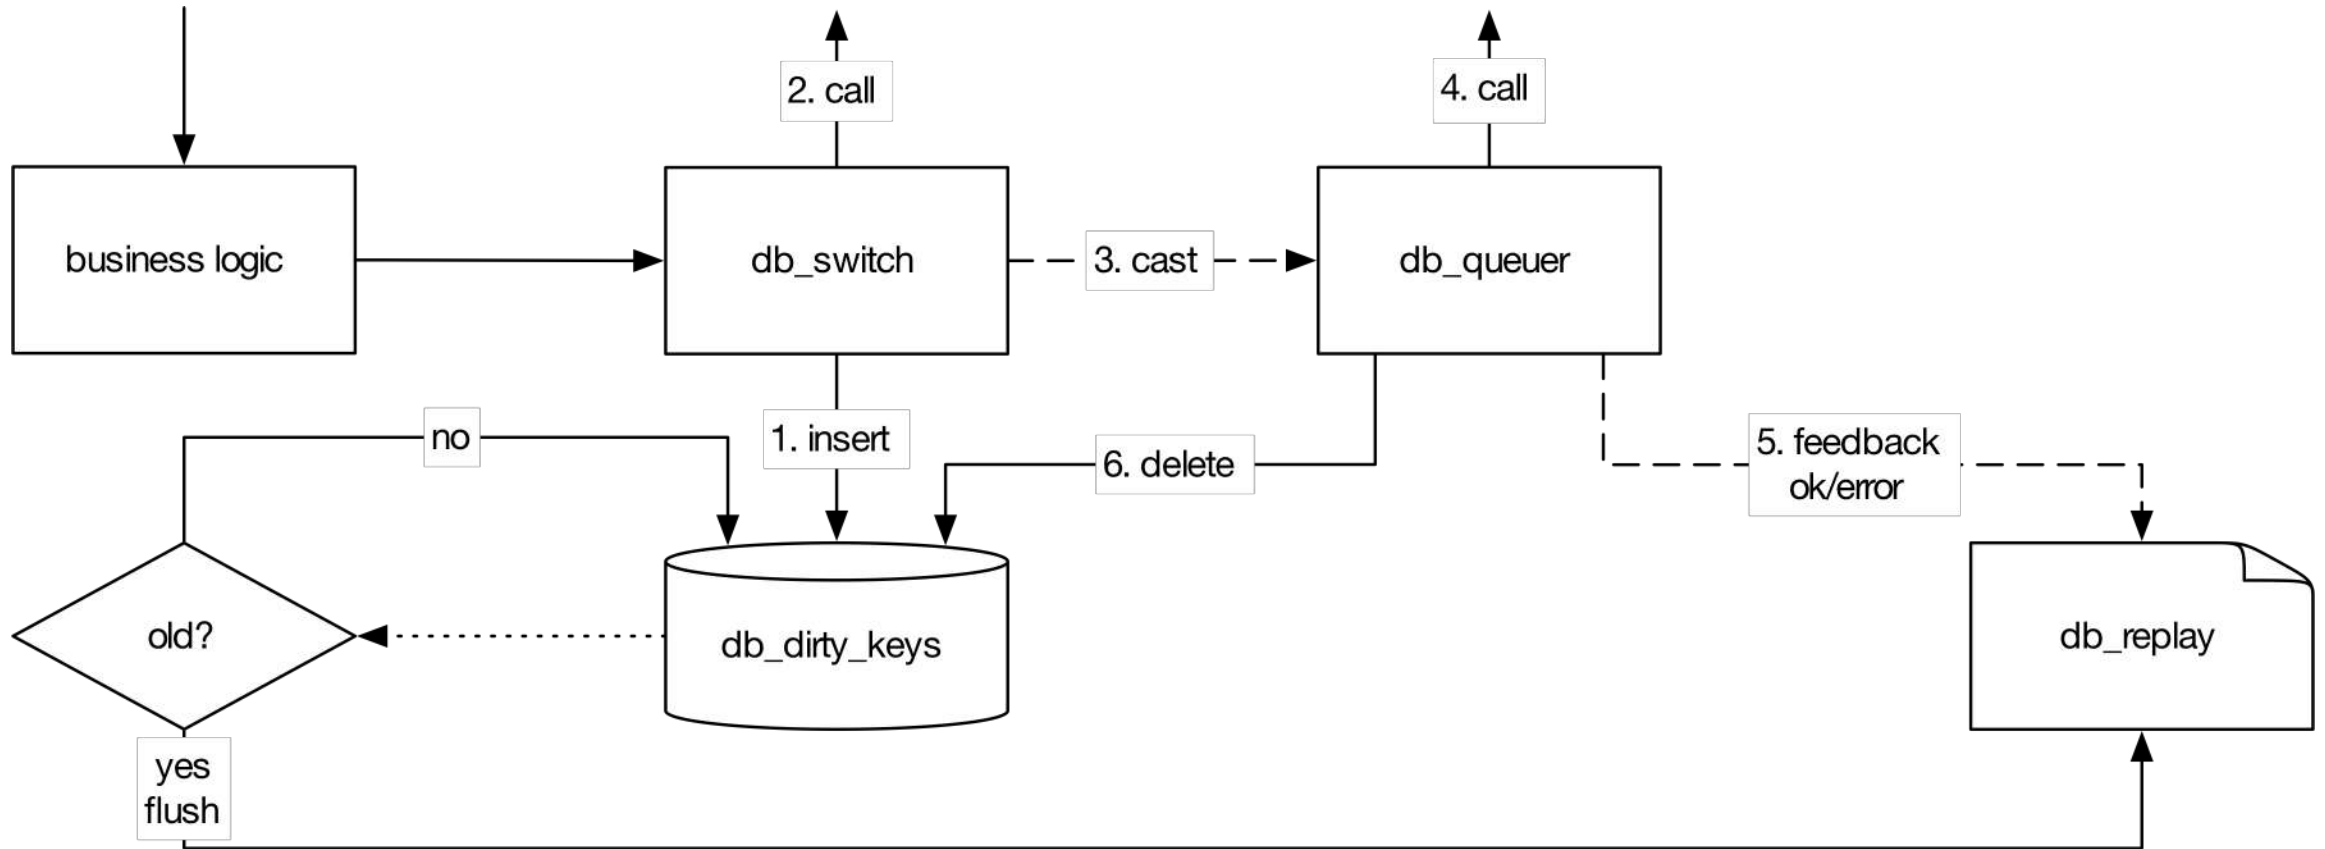 2. call
4. call
business logic
db_switch
3. cast
db_queuer
no
1. insert
6. delete
5. feedback
ok/error
old?
db_dirty_keys
db_replay
yes
flush